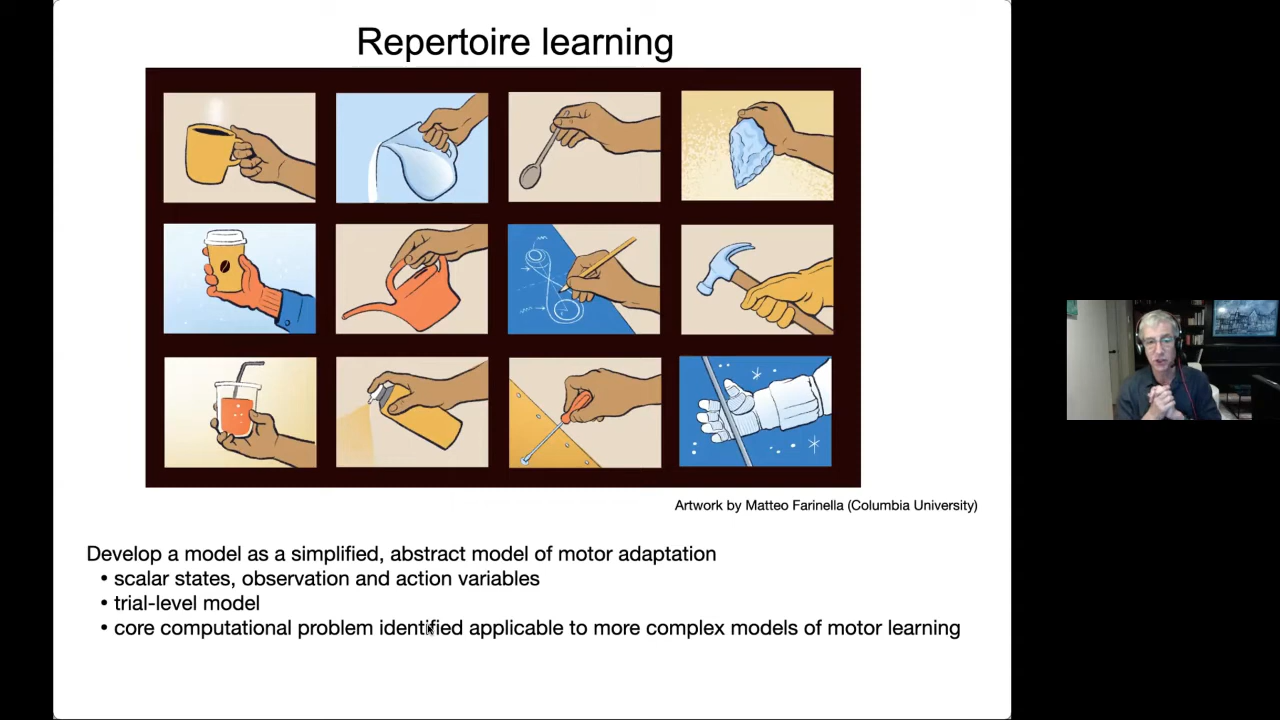 Repertoire learning
Artwork by Matteo Farinella (Columbia University)
Develop a model as a simplified, abstract model of motor adaptation
• scalar states, observation and action variables
• trial-level model
• core computational problem identified applicable to more complex models of motor learning